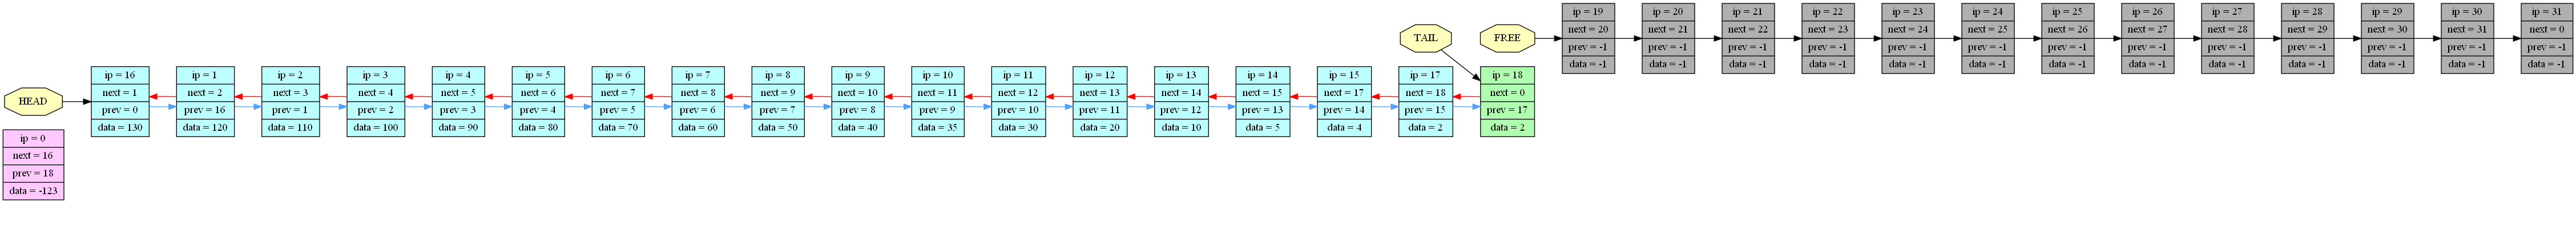 HEAD
ip = 0
next = 16
prev = 18
data = -123
ip = 16
next = 1
prev = 0
data = 130
ip = 1
next = 2
prev = 16
data = 120
ip = 2
next = 3
prev = 1
data = 110
ip = 3
next = 4
prev = 2
data = 100
ip = 4
next = 5
prev = 3
data = 90
ip = 5
next = 6
prev = 4
data = 80
ip = 6
next = 7
prev = 5
data = 70
ip = 7
next = 8
prev = 6
data = 60
ip = 8
next = 9
prev = 7
data = 50
ip = 9
next = 10
prev = 8
data = 40
ip = 10
next = 11
prev = 9
data = 35
ip = 11
next = 12
prev = 10
data = 30
ip = 12
next = 13
prev = 11
data = 20
ip = 13
next = 14
prev = 12
data = 10
ip = 14
next = 15
prev = 13
data = 5
ip = 15
next = 17
prev = 14
data = 4
ip = 17
next = 18
prev = 15
data = 2
TAIL
ip = 18
next = 0
prev = 17
data = 2
FREE
ip = 19
next = 20
prev = -1
data = -1
ip = 20
next = 21
prev = -1
data = -1
ip = 21
next = 22
prev = -1
data = -1
ip = 22
next = 23
prev = -1
data = -1
ip = 23
next = 24
prev = -1
data = -1
ip = 24
next = 25
prev = -1
data = -1
ip = 25
next = 26
prev = -1
data = -1
ip = 26
next = 27
prev = -1
data = -1
ip = 27
next = 28
prev = -1
data = -1
ip = 28
next = 29
prev = -1
data = -1
ip = 29
next = 30
prev = -1
data = -1
ip = 30
next = 31
prev = -1
data = -1
ip = 31
next = 0
prev = -1
data = -1